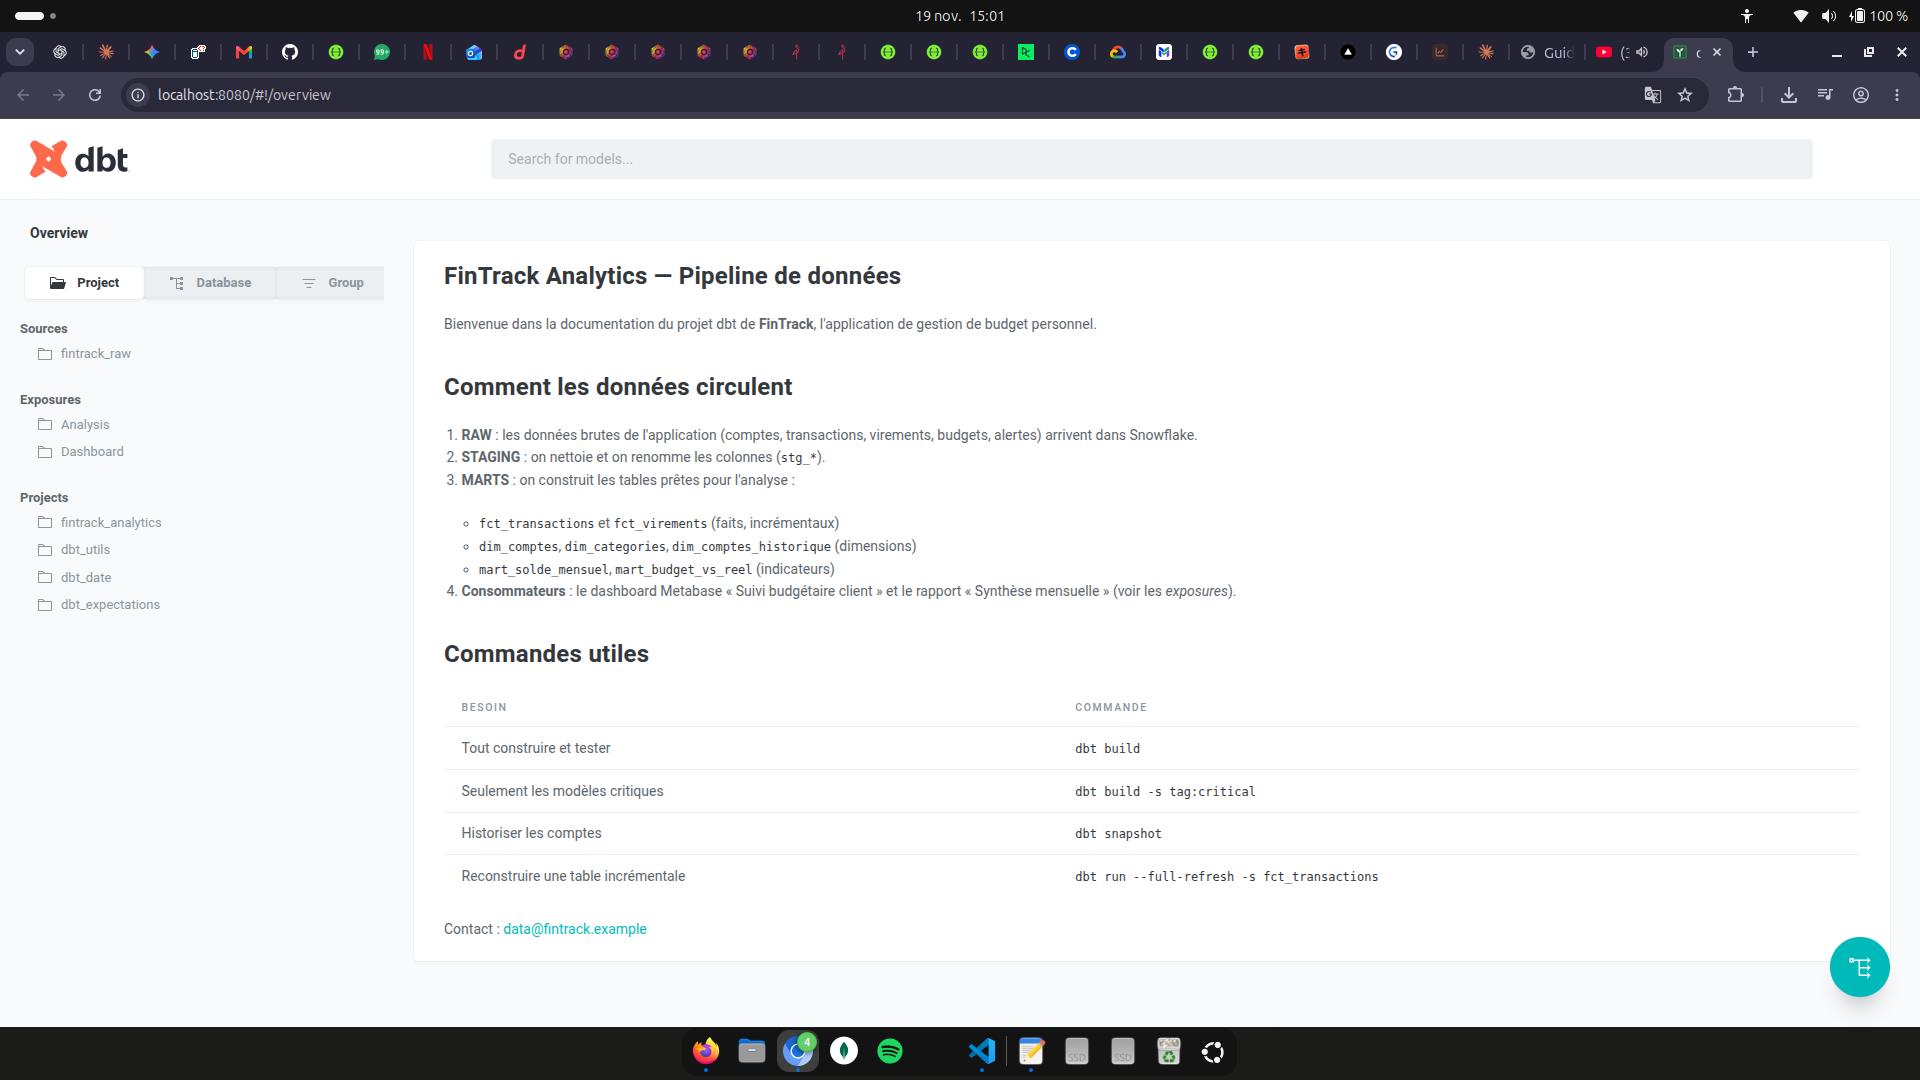 19 nov. 15:01
100 %
99+
Guid
(3
localhost:8080/#!/overview
dbt
Search for models...
Overview
Project
Database
Group
Sources
fintrack_raw
Exposures
Analysis
Dashboard
Projects
fintrack_analytics
dbt_utils
dbt_date
dbt_expectations
FinTrack Analytics — Pipeline de données
Bienvenue dans la documentation du projet dbt de FinTrack, l'application de gestion de budget personnel.
Comment les données circulent
1. RAW : les données brutes de l'application (comptes, transactions, virements, budgets, alertes) arrivent dans Snowflake.
2. STAGING : on nettoie et on renomme les colonnes (stg_*).
3. MARTS : on construit les tables prêtes pour l'analyse :
fct_transactions et fct_virements (faits, incrémentaux)
dim_comptes, dim_categories, dim_comptes_historique (dimensions)
mart_solde_mensuel, mart_budget_vs_reel (indicateurs)
4. Consommateurs : le dashboard Metabase « Suivi budgétaire client » et le rapport « Synthèse mensuelle » (voir les exposures).
Commandes utiles
BESOIN COMMANDE
Tout construire et tester dbt build
Seulement les modèles critiques dbt build -s tag:critical
Historiser les comptes dbt snapshot
Reconstruire une table incrémentale dbt run --full-refresh -s fct_transactions
Contact : data@fintrack.example
4
SSD
SSD